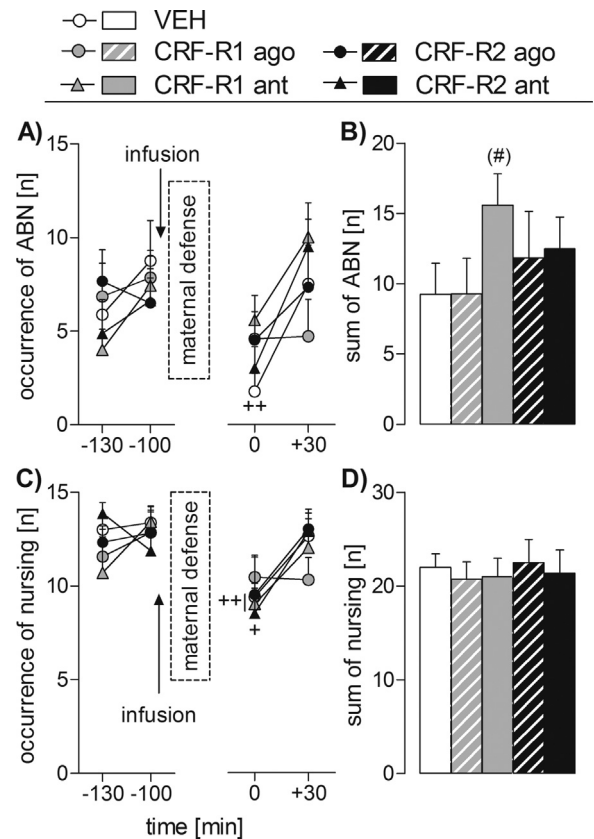 VEH
CRF-R1 ago CRF-R2 ago
CRF-R1 ant CRF-R2 ant
A)
B)
occurrence of ABN [n]
15
10
5
0
infusion
maternal defense
++
-130 -100 0 +30
sum of ABN [n]
20
15
10
5
0
(#)
C)
D)
occurrence of nursing [n]
15
10
5
0
maternal defense
infusion
++
+
-130 -100 0 +30
time [min]
sum of nursing [n]
30
20
10
0